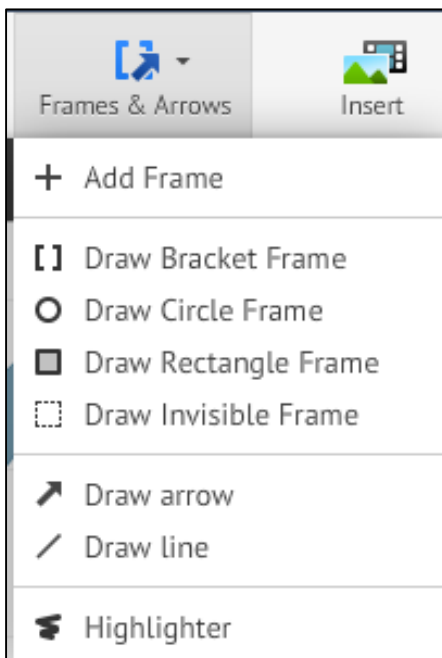 Frames & Arrows
Insert
Add Frame
Draw Bracket Frame
Draw Circle Frame
Draw Rectangle Frame
Draw Invisible Frame
Draw arrow
Draw line
Highlighter